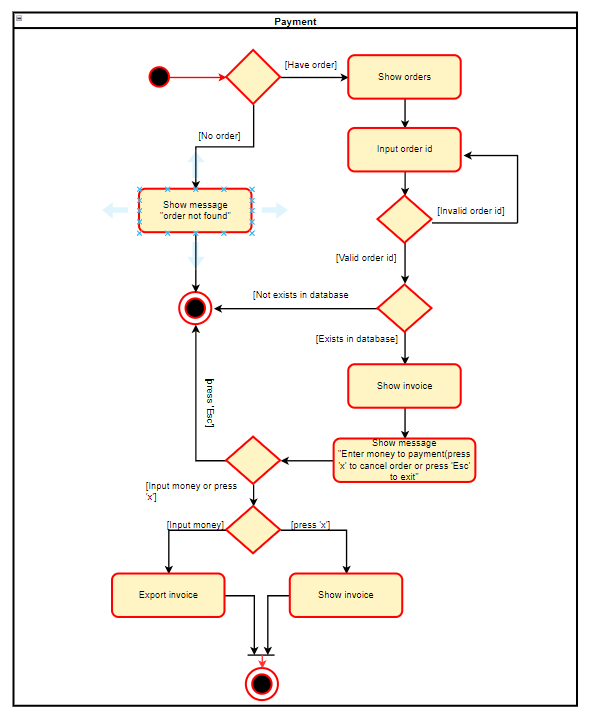 Payment
[Have order]
Show orders
[No order]
Input order id
Show message
"order not found"
[Invalid order id]
[Valid order id]
[Not exists in database
[Exists in database]
Show invoice
[press 'Esc']
Show message
"Enter money to payment(press
'x' to cancel order or press 'Esc'
to exit"
[Input money or press
'x']
[Input money]
[press 'x']
Export invoice
Show invoice